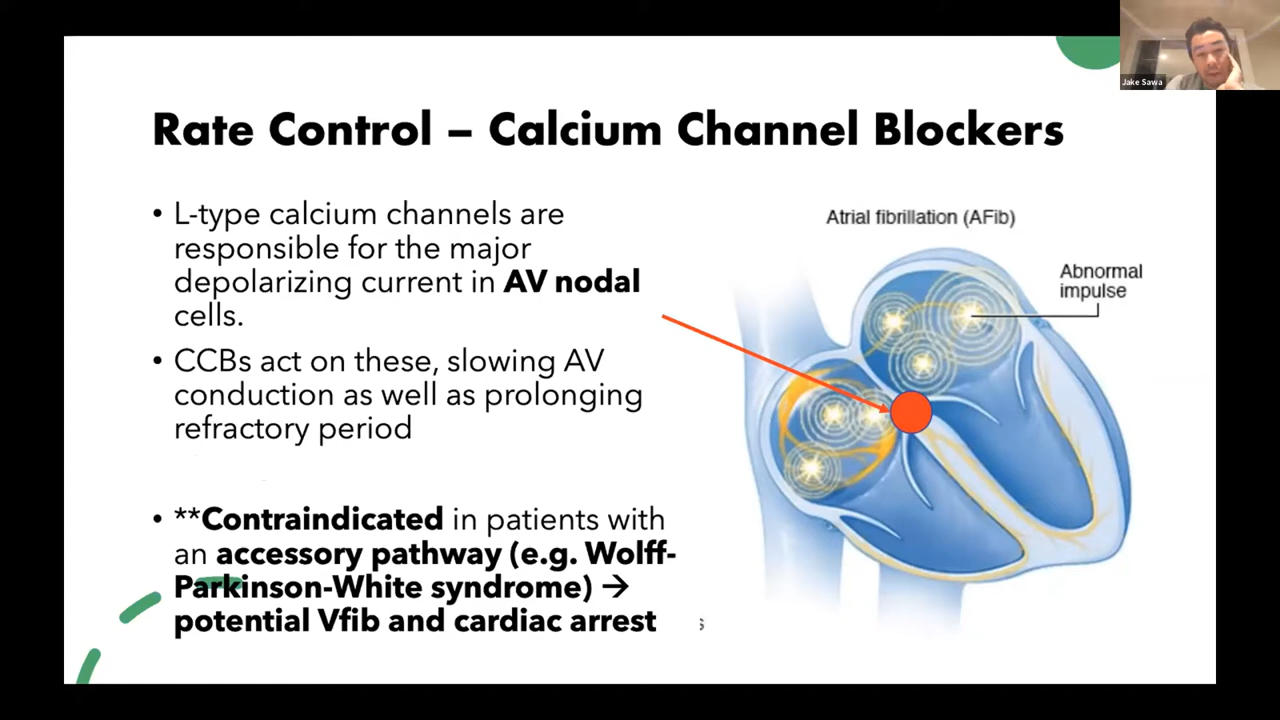 Jake Sawa
Rate Control – Calcium Channel Blockers
• L-type calcium channels are
responsible for the major
depolarizing current in AV nodal
cells.
• CCBs act on these, slowing AV
conduction as well as prolonging
refractory period
• **Contraindicated in patients with
an accessory pathway (e.g. Wolff-
Parkinson-White syndrome) →
potential Vfib and cardiac arrest
Atrial fibrillation (AFib)
Abnormal
impulse
s